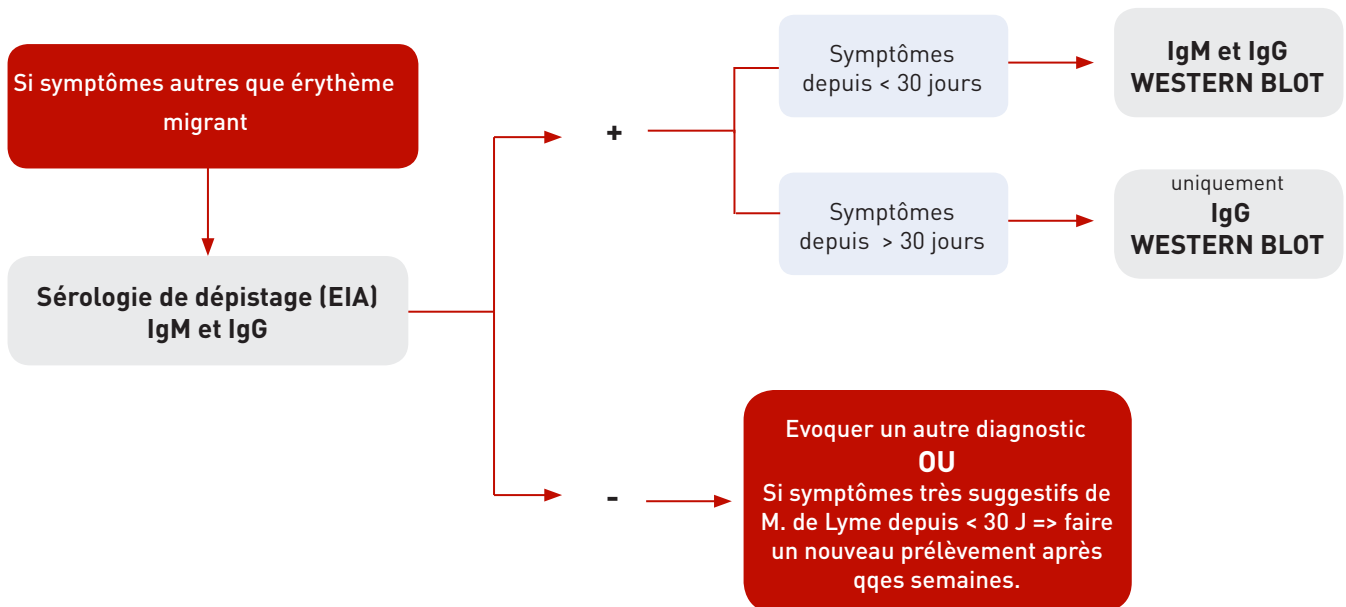 Si symptômes autres que érythème
migrant
Sérologie de dépistage (EIA)
IgM et IgG
+
Symptômes
depuis < 30 jours
IgM et IgG
WESTERN BLOT
Symptômes
depuis > 30 jours
uniquement
IgG
WESTERN BLOT
-
Evoquer un autre diagnostic
OU
Si symptômes très suggestifs de
M. de Lyme depuis < 30 J => faire
un nouveau prélèvement après
qqes semaines.